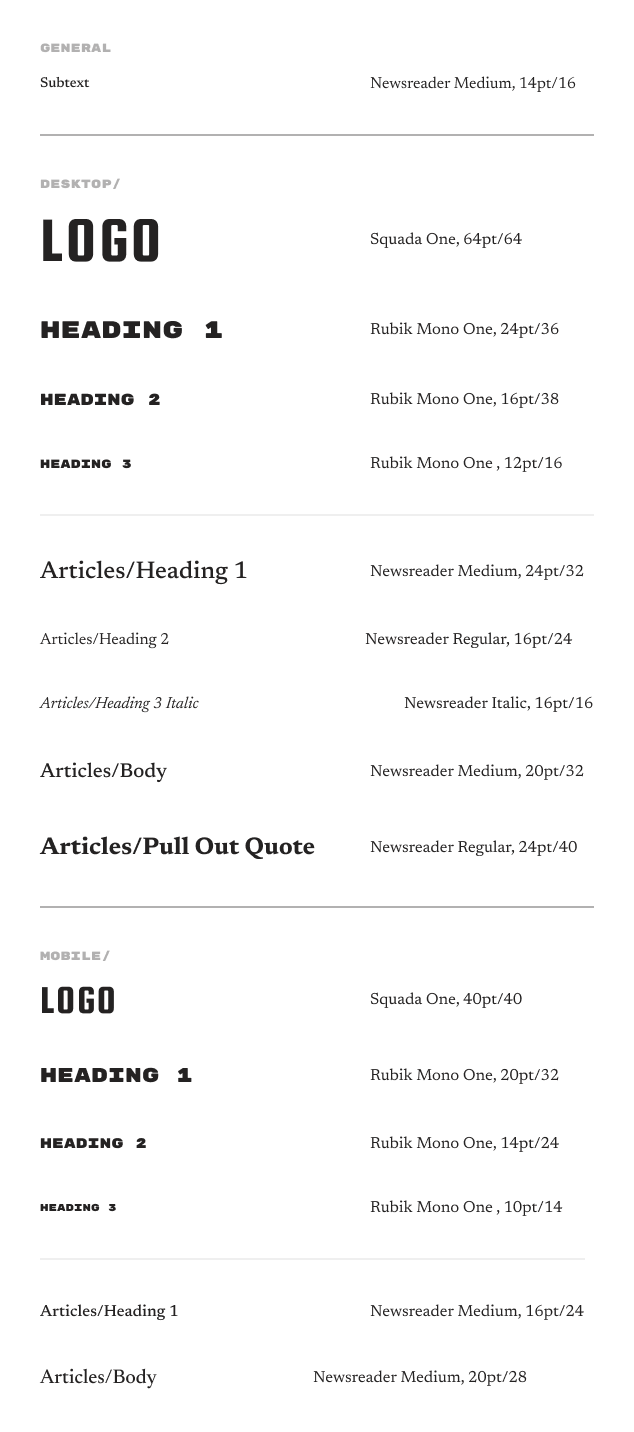 GENERAL
Subtext Newsreader Medium, 14pt/16
DESKTOP/
LOGO Squada One, 64pt/64
HEADING 1 Rubik Mono One, 24pt/36
HEADING 2 Rubik Mono One, 16pt/38
HEADING 3 Rubik Mono One , 12pt/16
Articles/Heading 1 Newsreader Medium, 24pt/32
Articles/Heading 2 Newsreader Regular, 16pt/24
Articles/Heading 3 Italic Newsreader Italic, 16pt/16
Articles/Body Newsreader Medium, 20pt/32
Articles/Pull Out Quote Newsreader Regular, 24pt/40
MOBILE/
LOGO Squada One, 40pt/40
HEADING 1 Rubik Mono One, 20pt/32
HEADING 2 Rubik Mono One, 14pt/24
HEADING 3 Rubik Mono One , 10pt/14
Articles/Heading 1 Newsreader Medium, 16pt/24
Articles/Body Newsreader Medium, 20pt/28